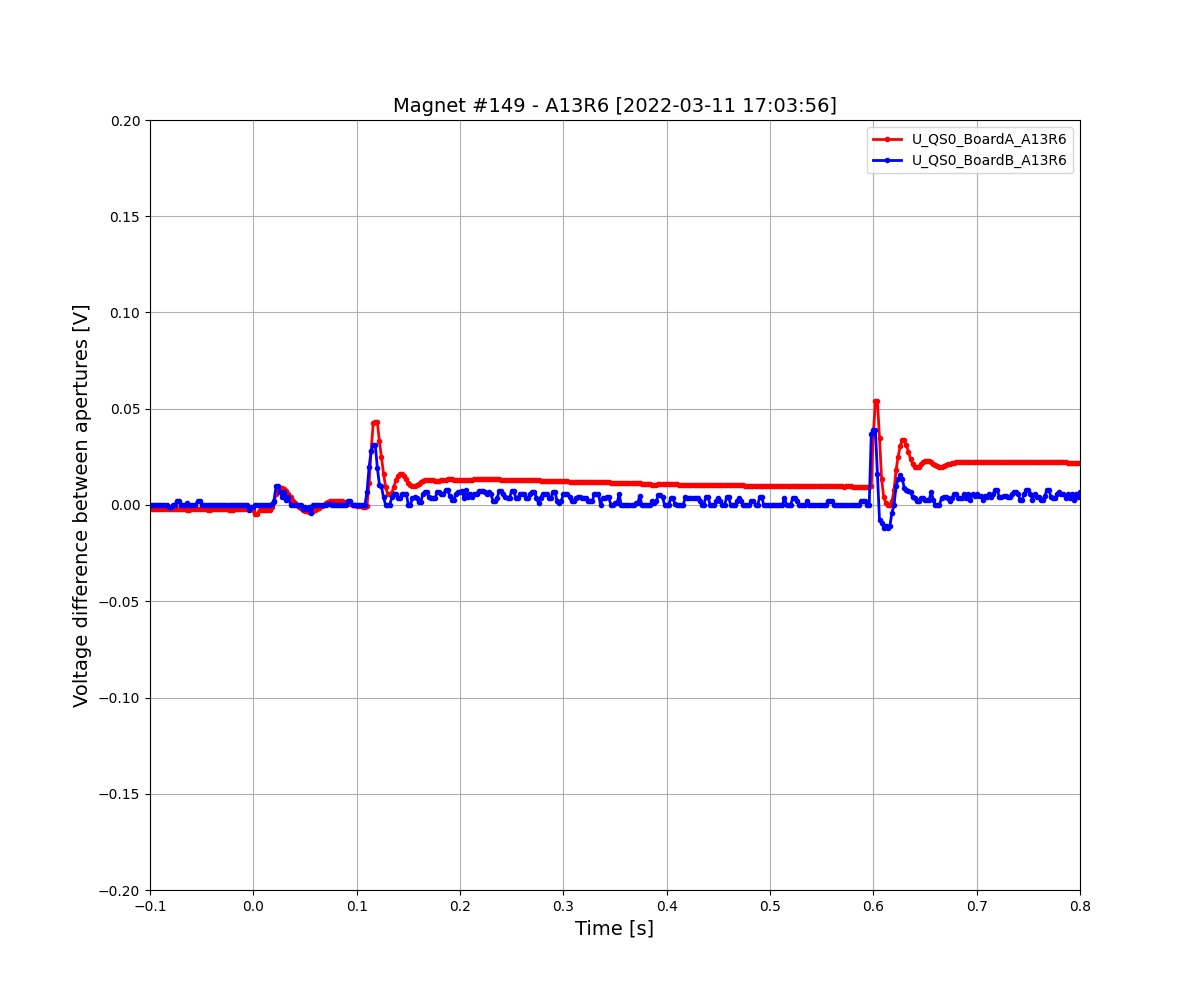 Magnet #149 - A13R6 [2022-03-11 17:03:56]
U_QS0_BoardA_A13R6
U_QS0_BoardB_A13R6
Voltage difference between apertures [V]
0.20
0.15
0.10
0.05
0.00
−0.05
−0.10
−0.15
−0.20
−0.1 0.0 0.1 0.2 0.3 0.4 0.5 0.6 0.7 0.8
Time [s]